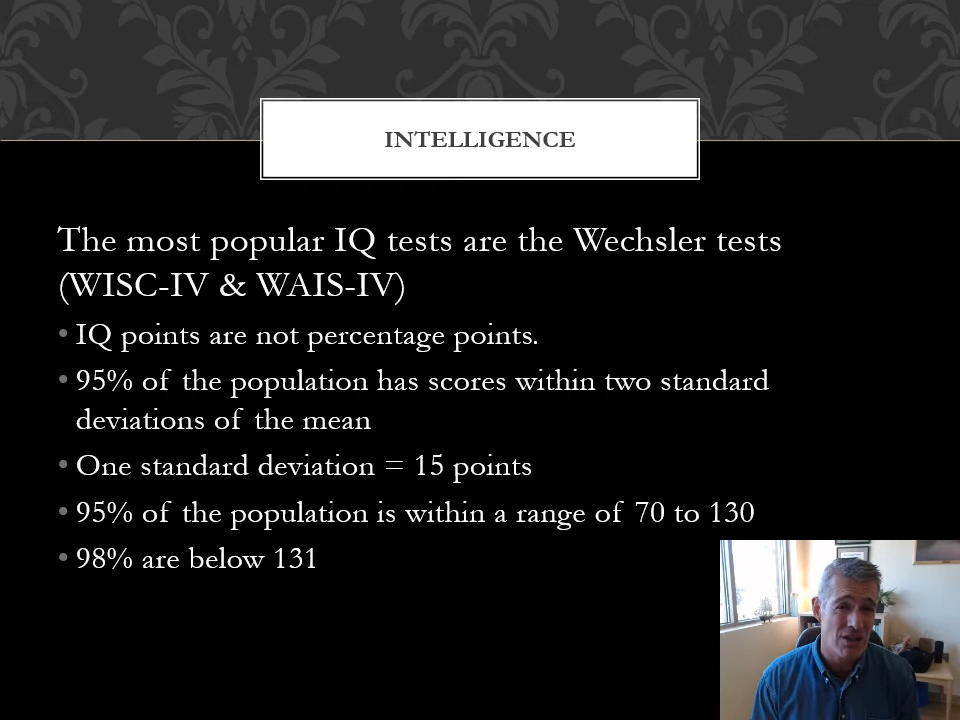 INTELLIGENCE
The most popular IQ tests are the Wechsler tests
(WISC-IV & WAIS-IV)
• IQ points are not percentage points.
• 95% of the population has scores within two standard
deviations of the mean
• One standard deviation = 15 points
• 95% of the population is within a range of 70 to 130
• 98% are below 131